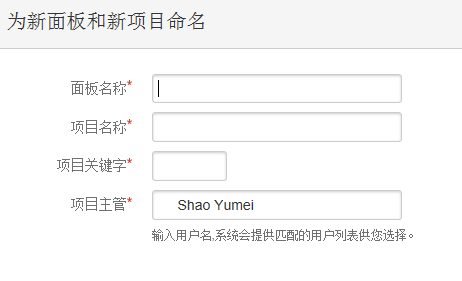 为新面板和新项目命名
面板名称*
项目名称*
项目关键字*
项目主管*
Shao Yumei
输入用户名,系统会提供匹配的用户列表供您选择。